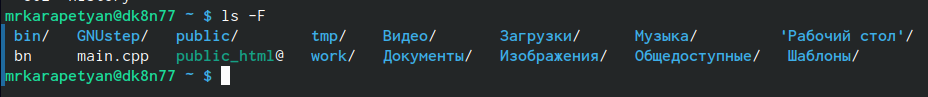 mrkarapetyan@dk8n77 ~ $ ls -F
bin/ GNUstep/ public/ tmp/ Видео/ Загрузки/ Музыка/ 'Рабочий стол'/
bn main.cpp public_html@ work/ Документы/ Изображения/ Общедоступные/ Шаблоны/
mrkarapetyan@dk8n77 ~ $